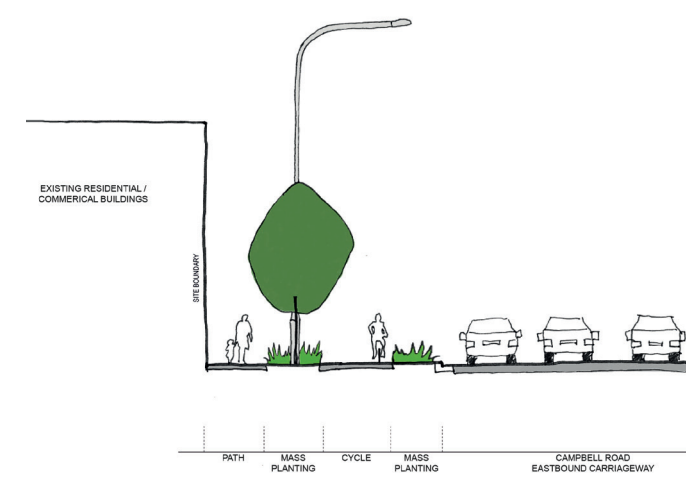 EXISTING RESIDENTIAL /
COMMERICAL BUILDINGS
SITE BOUNDARY
PATH
MASS
PLANTING
CYCLE
MASS
PLANTING
CAMPBELL ROAD
EASTBOUND CARRIAGEWAY